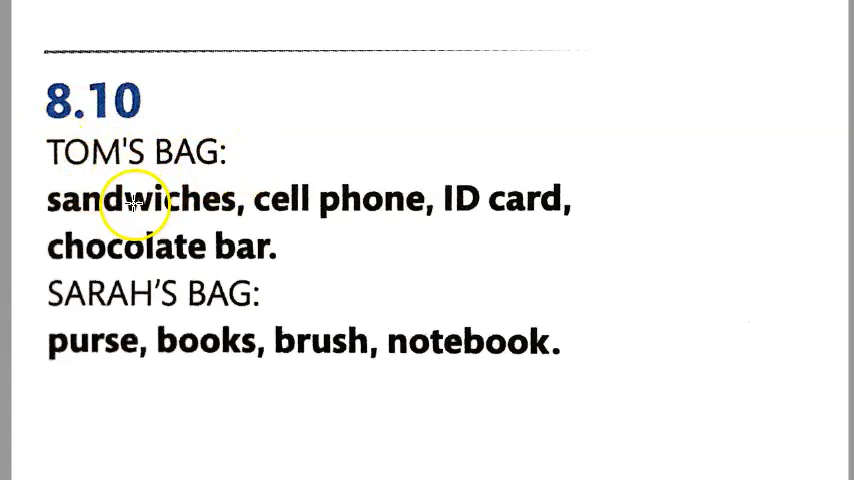 8.10
TOM'S BAG:
sandwiches, cell phone, ID card,
chocolate bar.
SARAH'S BAG:
purse, books, brush, notebook.